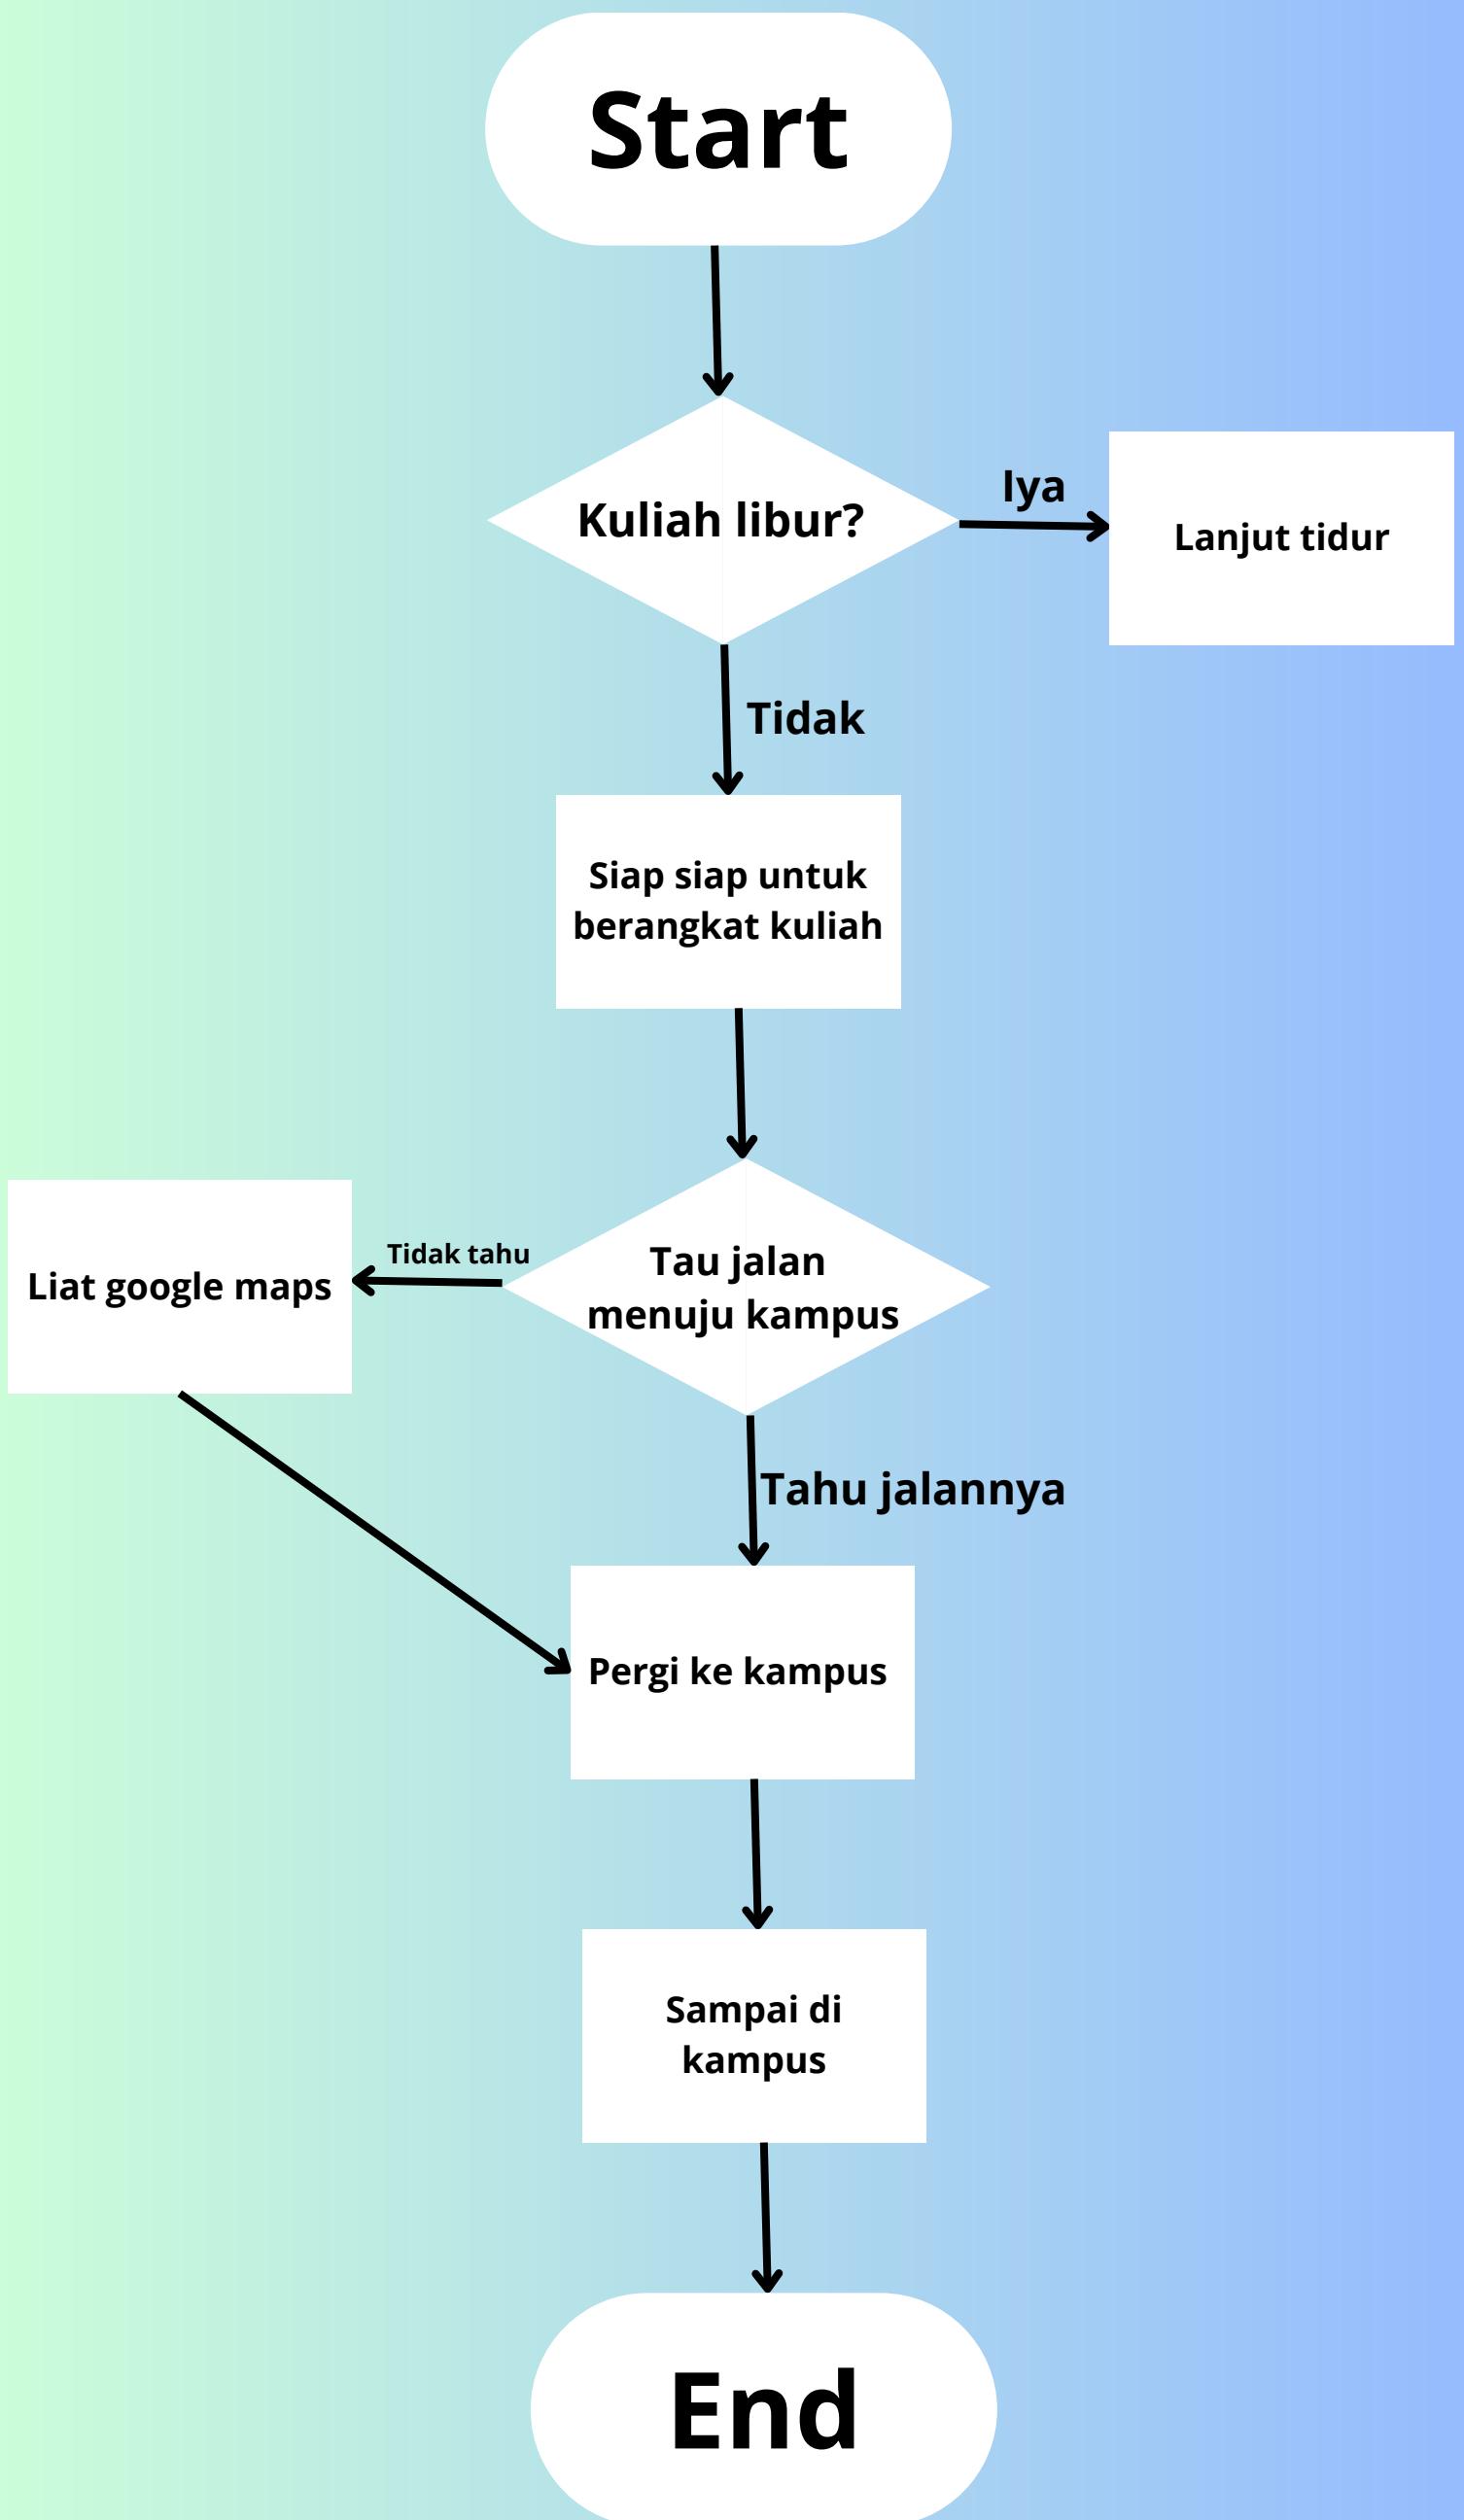 Start
Kuliah libur?
Iya
Lanjut tidur
Tidak
Siap siap untuk
berangkat kuliah
Tau jalan
menuju kampus
Tidak tahu
Liat google maps
Tahu jalannya
Pergi ke kampus
Sampai di
kampus
End